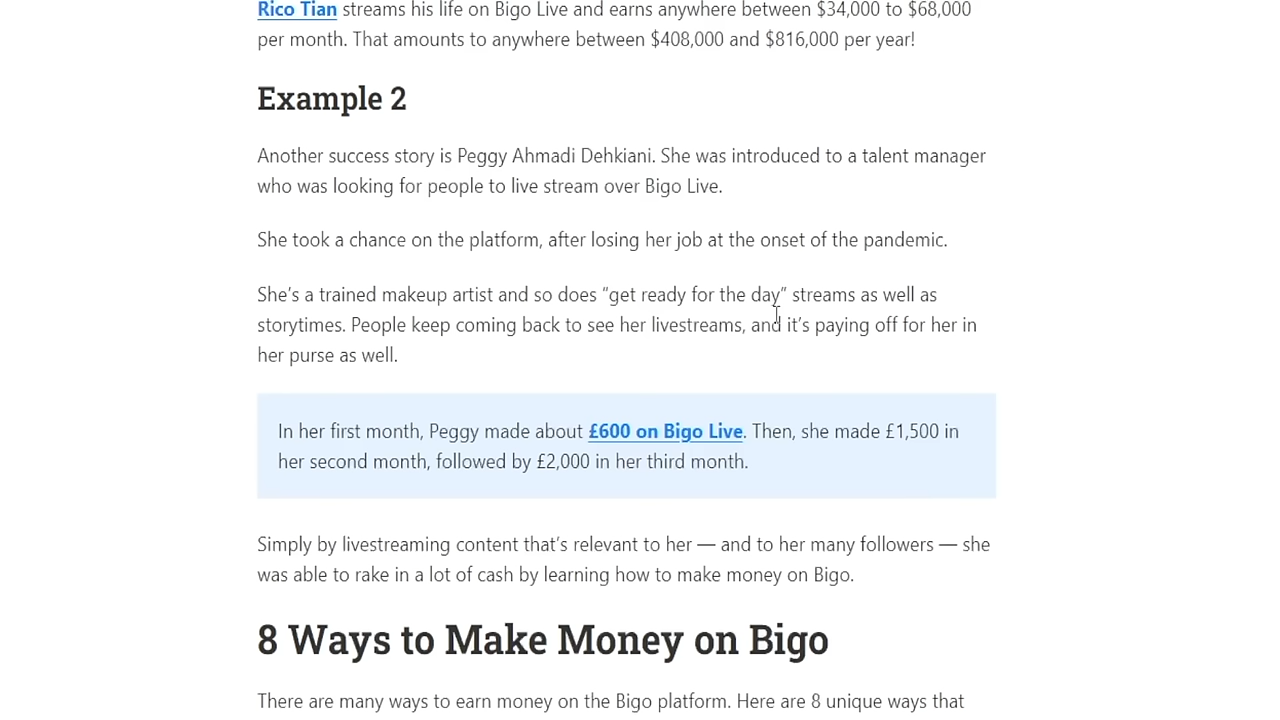 Rico Tian streams his life on Bigo Live and earns anywhere between $34,000 to $68,000
per month. That amounts to anywhere between $408,000 and $816,000 per year!
Example 2
Another success story is Peggy Ahmadi Dehkiani. She was introduced to a talent manager
who was looking for people to live stream over Bigo Live.
She took a chance on the platform, after losing her job at the onset of the pandemic.
She’s a trained makeup artist and so does “get ready for the day” streams as well as
storytimes. People keep coming back to see her livestreams, and it’s paying off for her in
her purse as well.
In her first month, Peggy made about £600 on Bigo Live. Then, she made £1,500 in
her second month, followed by £2,000 in her third month.
Simply by livestreaming content that’s relevant to her — and to her many followers — she
was able to rake in a lot of cash by learning how to make money on Bigo.
8 Ways to Make Money on Bigo
There are many ways to earn money on the Bigo platform. Here are 8 unique ways that